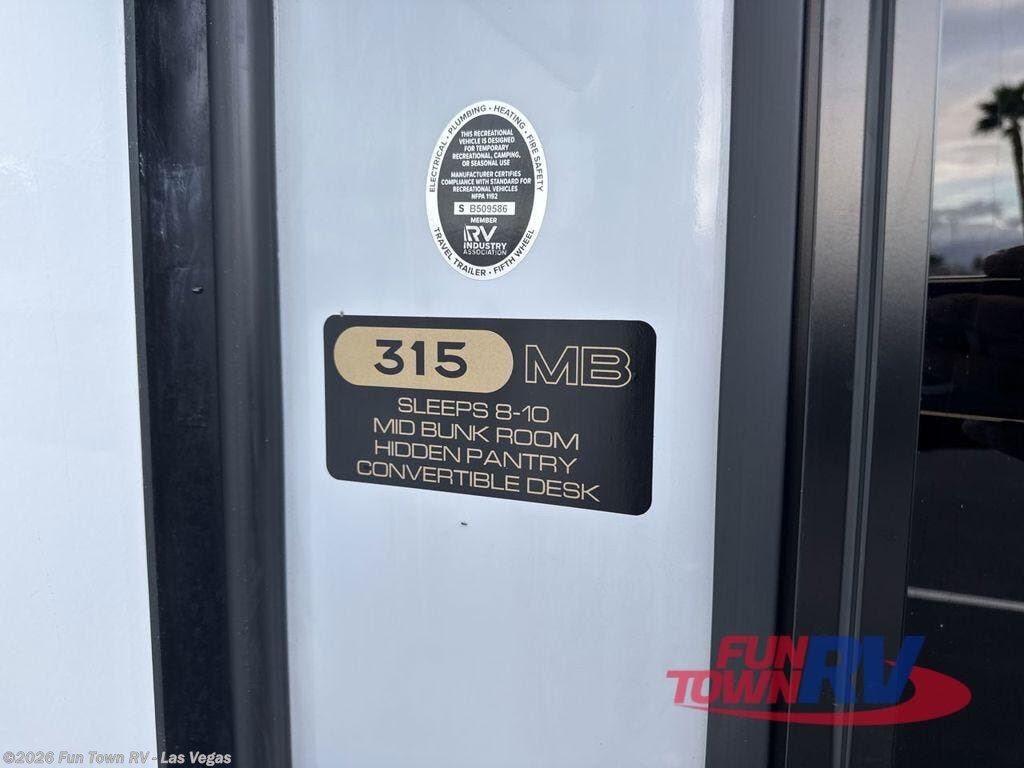 ELECTRICAL • PLUMBING • HEATING • FIRE SAFETY
THIS RECREATIONAL
VEHICLE IS DESIGNED
FOR TEMPORARY
RECREATIONAL, CAMPING,
OR SEASONAL USE
MANUFACTURER CERTIFIES
COMPLIANCE WITH STANDARD FOR
RECREATIONAL VEHICLES
NFPA 1192
S B509586
MEMBER
RV
INDUSTRY
ASSOCIATION
TRAVEL TRAILER • FIFTH WHEEL
315 MB
SLEEPS 8-10
MID BUNK ROOM
HIDDEN PANTRY
CONVERTIBLE DESK
FUN
TOWN RV
©2026 Fun Town RV - Las Vegas